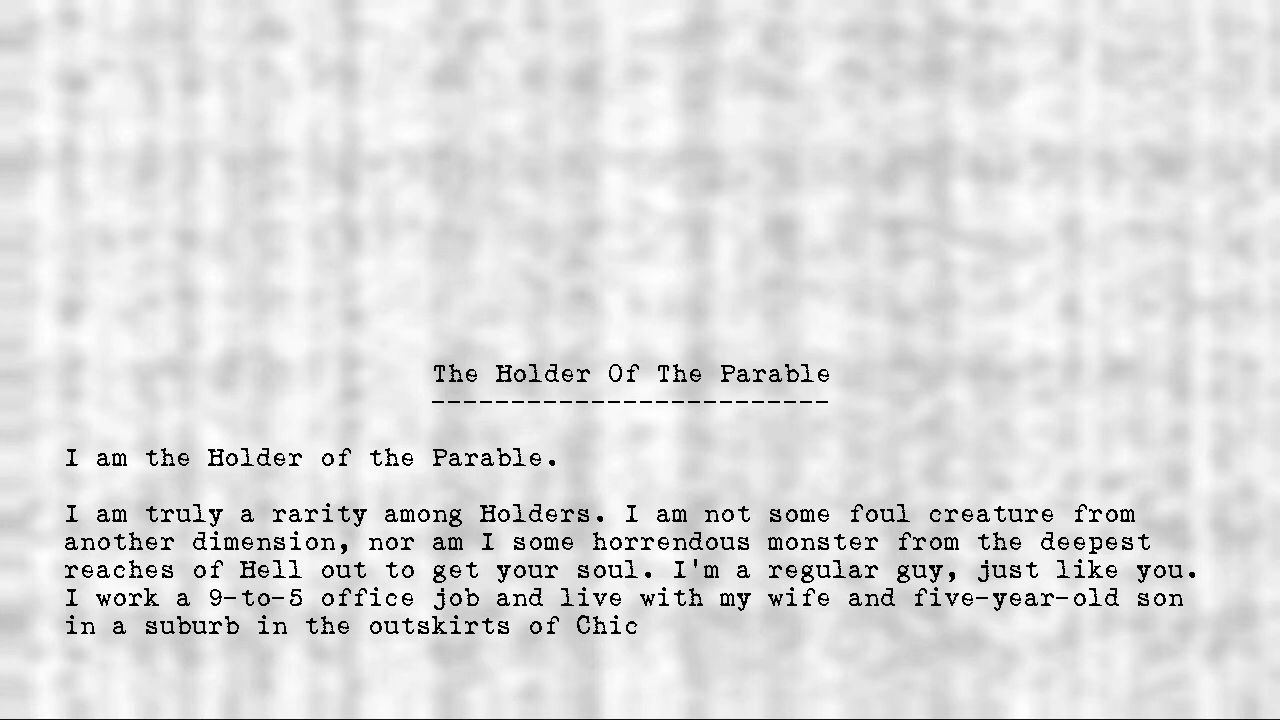 The Holder Of The Parable
-------------------------
I am the Holder of the Parable.
I am truly a rarity among Holders. I am not some foul creature from
another dimension, nor am I some horrendous monster from the deepest
reaches of Hell out to get your soul. I'm a regular guy, just like you.
I work a 9-to-5 office job and live with my wife and five-year-old son
in a suburb in the outskirts of Chic